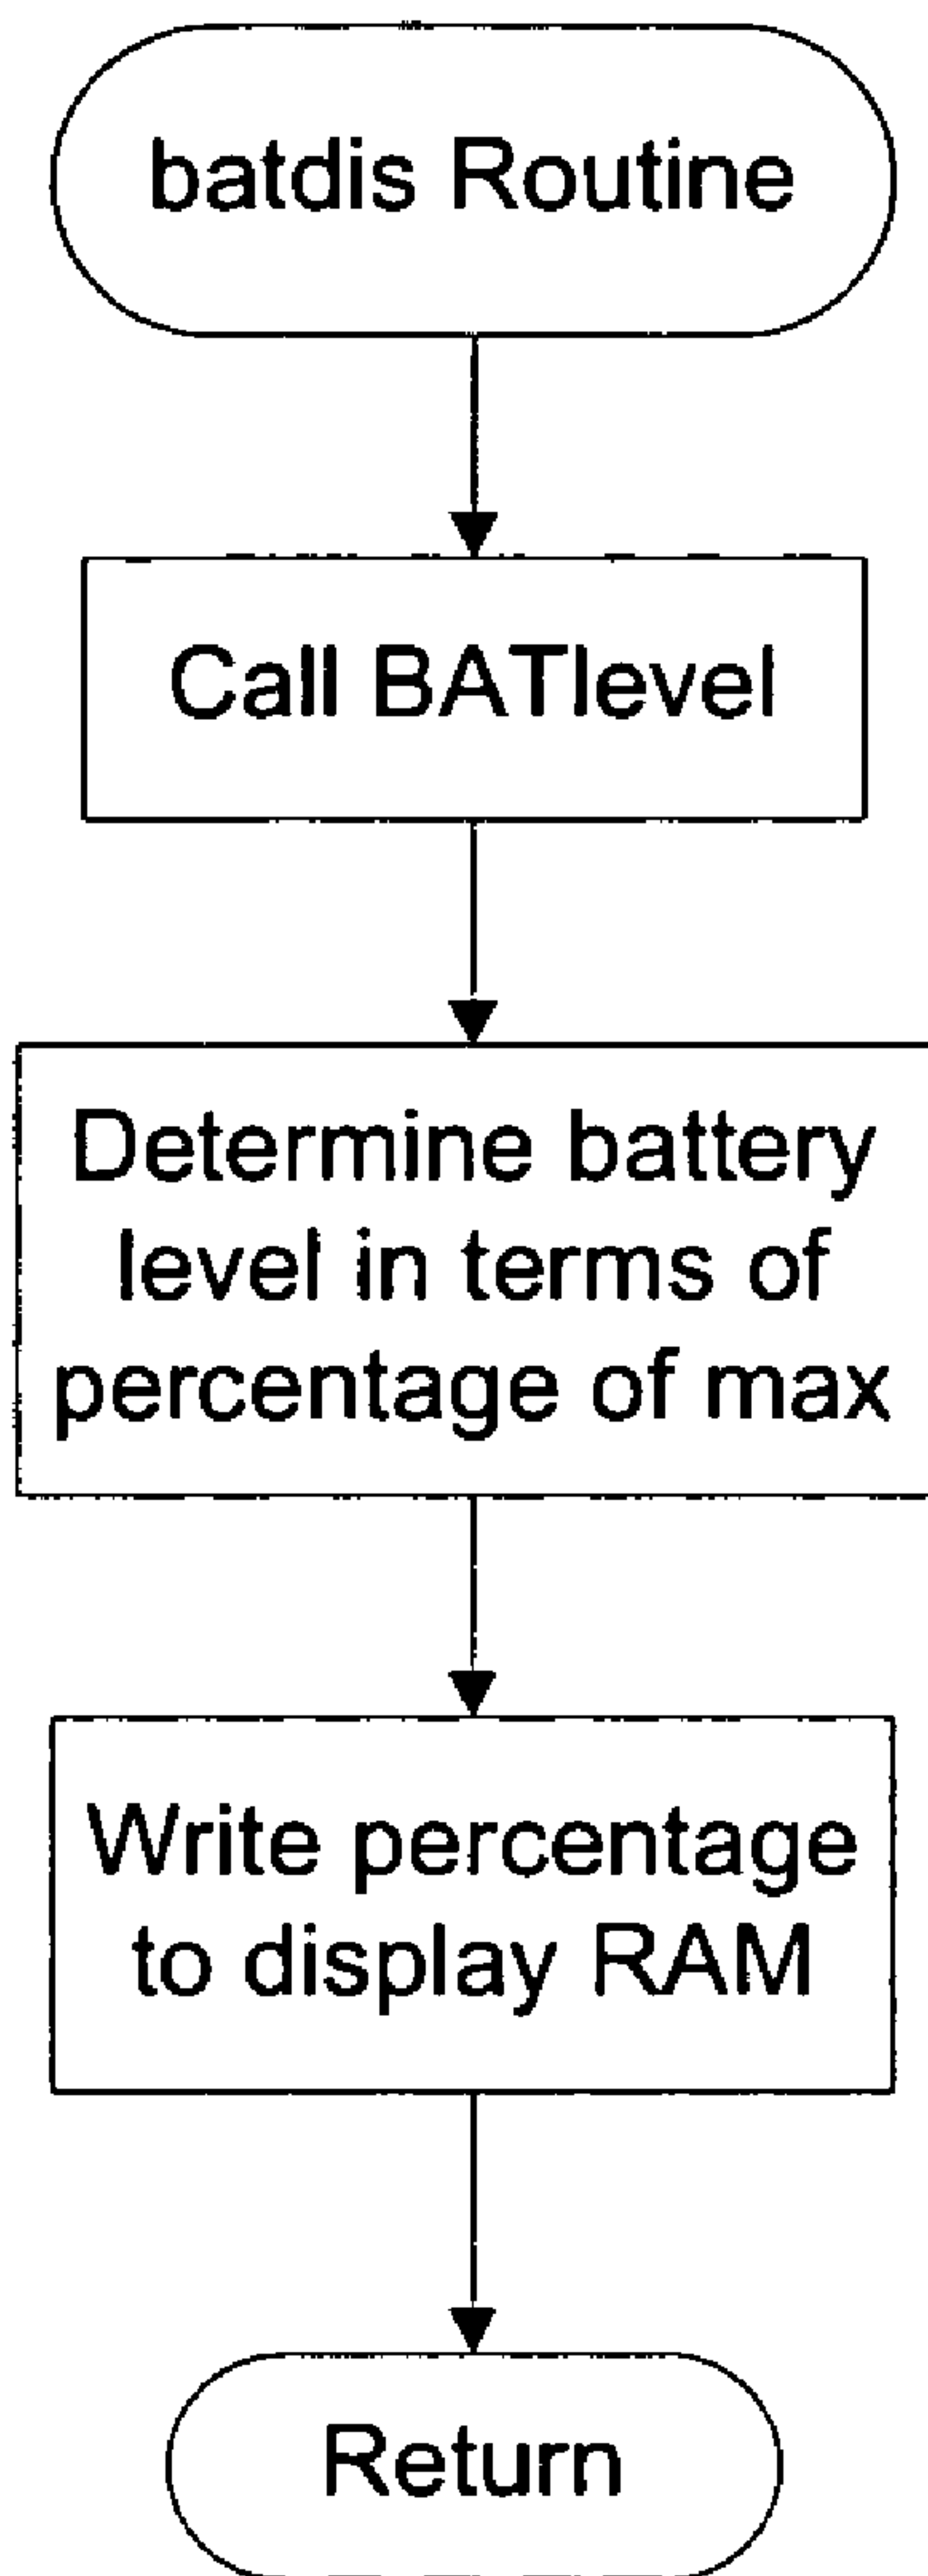 batdis Routine
Call BATlevel
Determine battery
level in terms of
percentage of max
Write percentage
to display RAM
Return